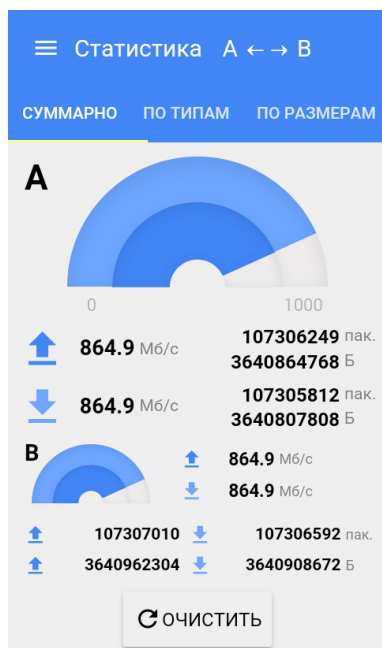 Статистика A ←→ B
СУММАРНО ПО ТИПАМ ПО РАЗМЕРАМ
A
0 1000
864.9 Мб/с 107306249 пак.
3640864768 Б
864.9 Мб/с 107305812 пак.
3640807808 Б
B
864.9 Мб/с
864.9 Мб/с
107307010 107306592 пак.
3640962304 3640908672 Б
ОЧИСТИТЬ